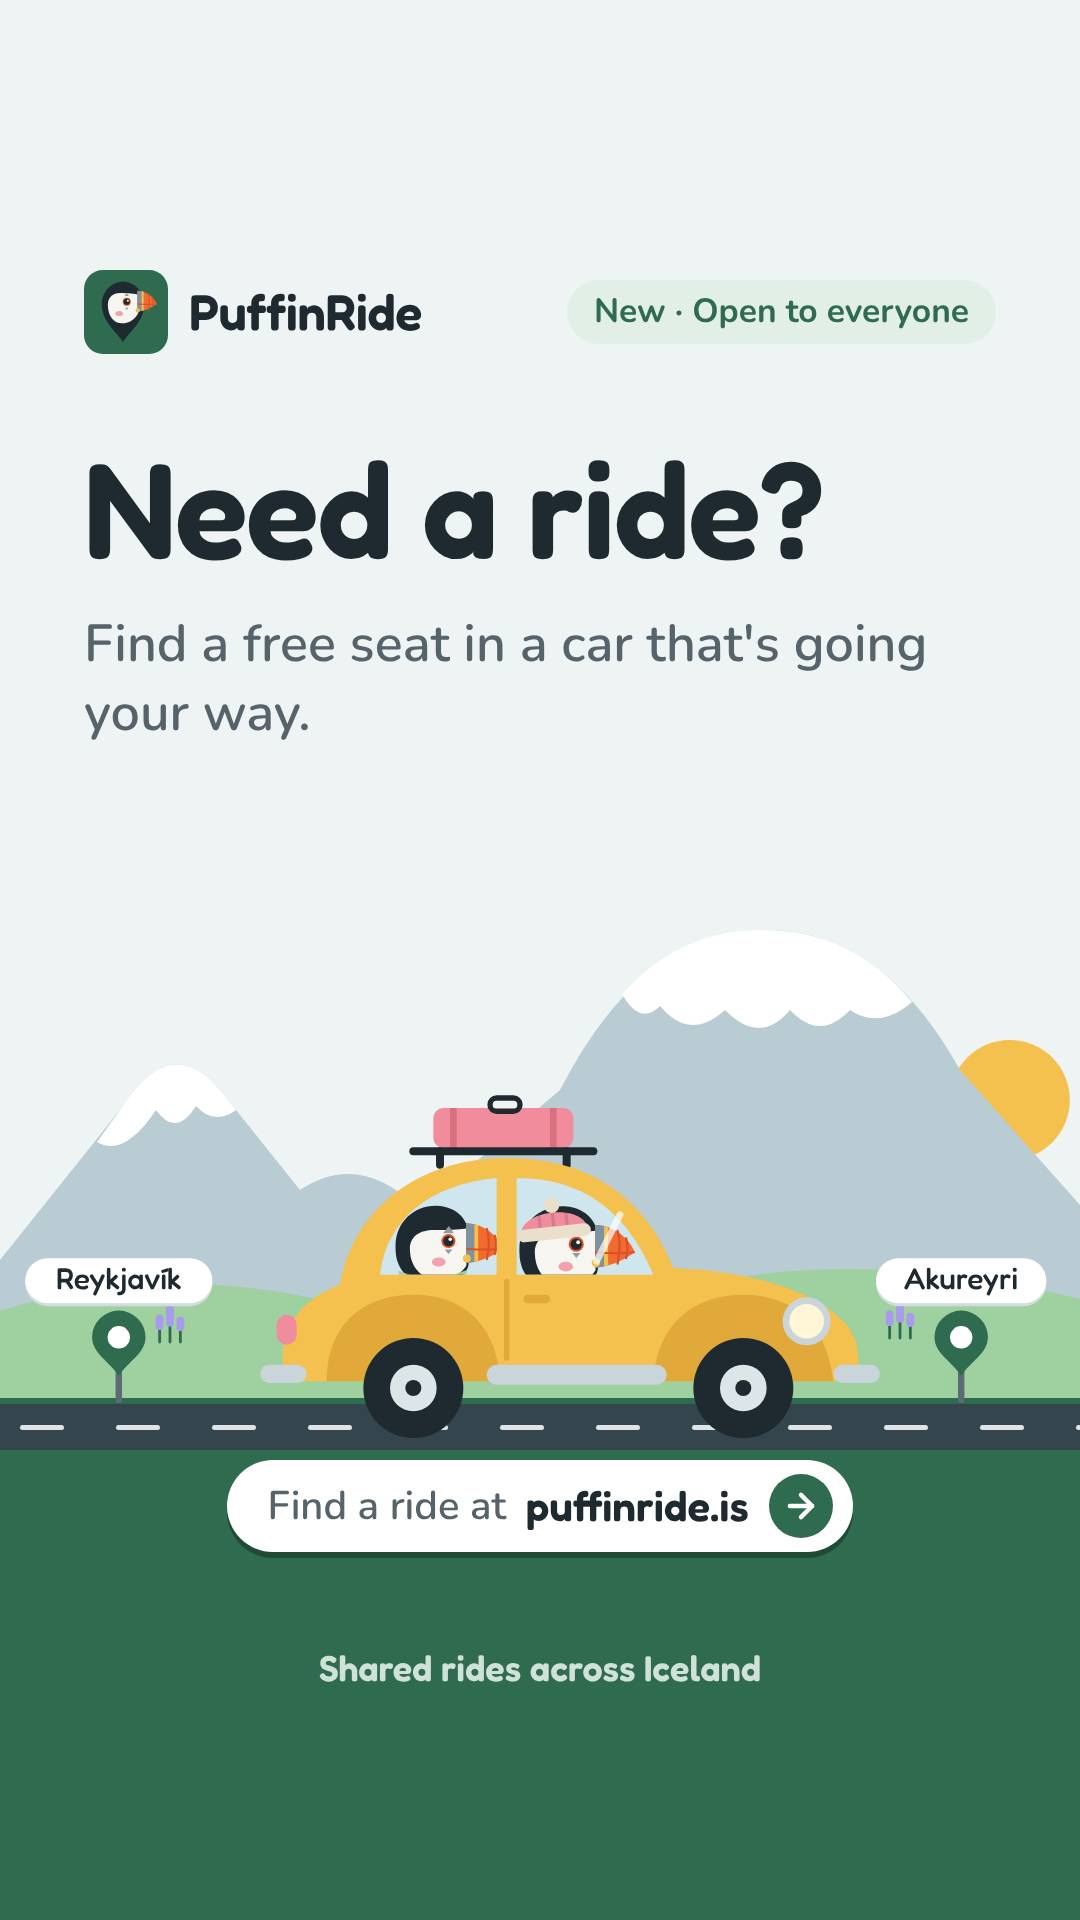 PuffinRide
New · Open to everyone
Need a ride?
Find a free seat in a car that's going
your way.
Reykjavík
Akureyri
Find a ride at puffinride.is
Shared rides across Iceland